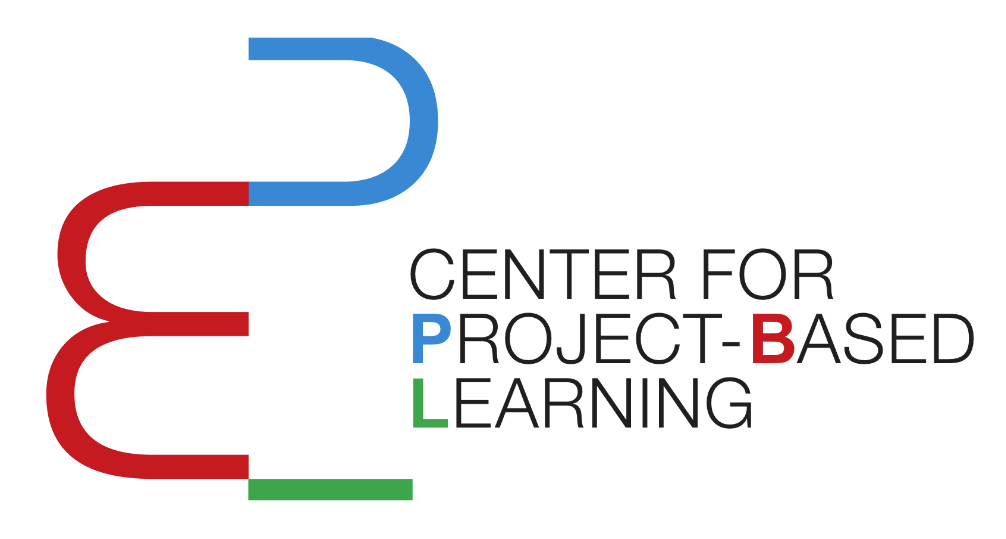 CENTER FOR
PROJECT-BASED
LEARNING